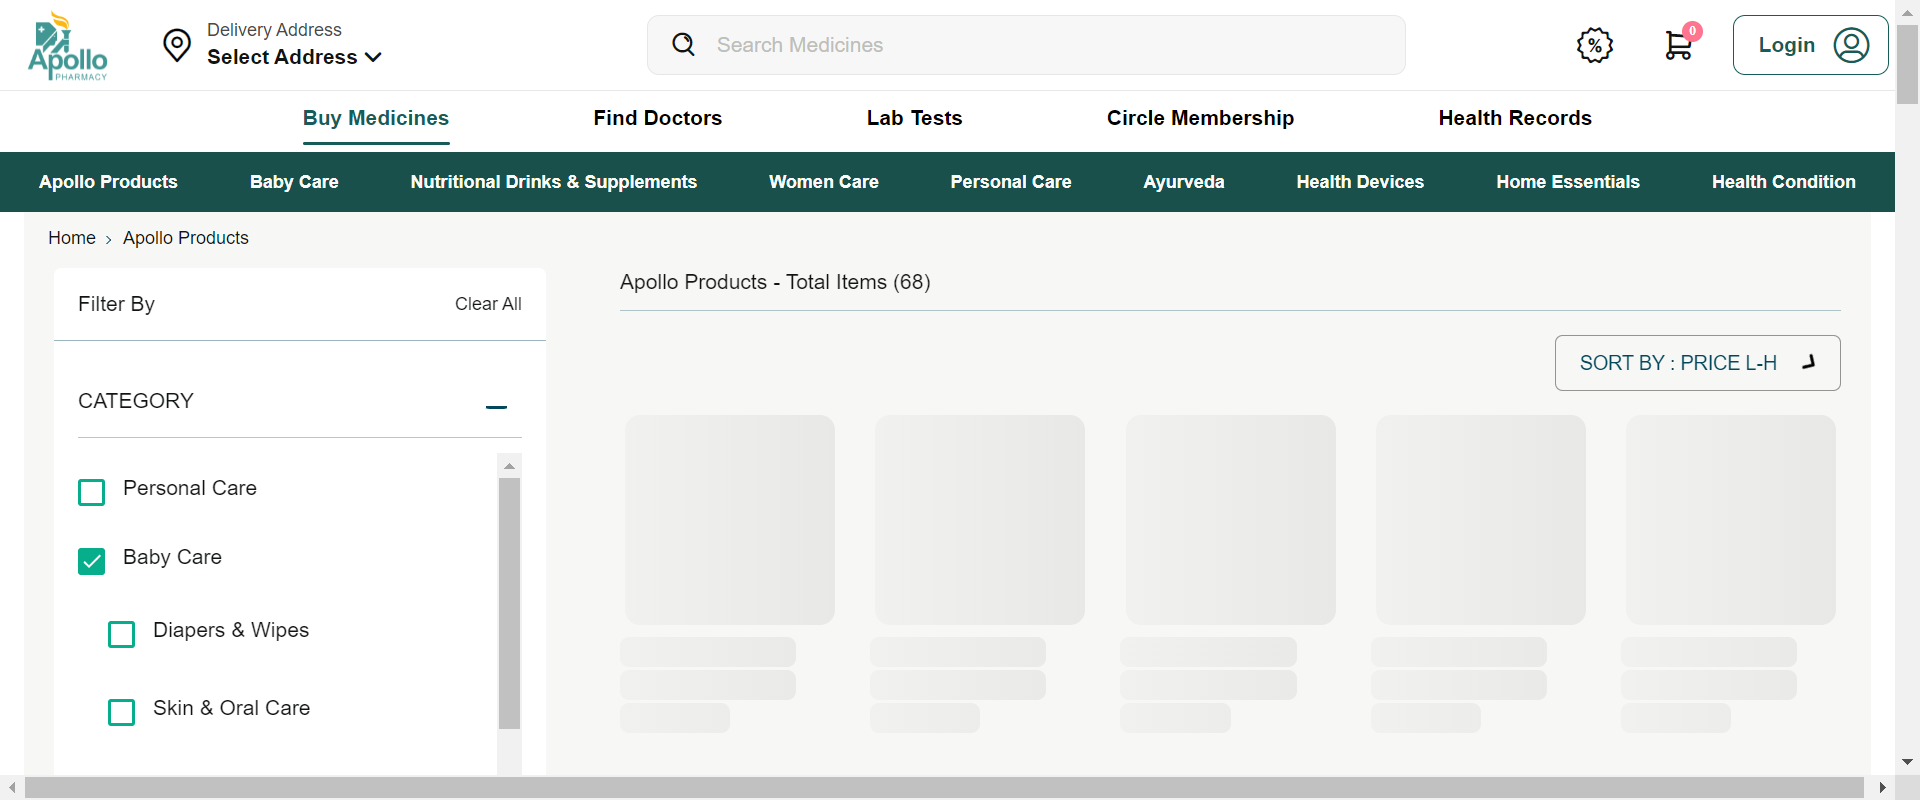 Apollo
PHARMACY
Delivery Address
Select Address
Search Medicines
%
0
Login
Buy Medicines
Find Doctors
Lab Tests
Circle Membership
Health Records
Apollo Products
Baby Care
Nutritional Drinks & Supplements
Women Care
Personal Care
Ayurveda
Health Devices
Home Essentials
Health Condition
Home › Apollo Products
Filter By
Clear All
CATEGORY
Personal Care
Baby Care
Diapers & Wipes
Skin & Oral Care
Apollo Products - Total Items (68)
SORT BY : PRICE L-H